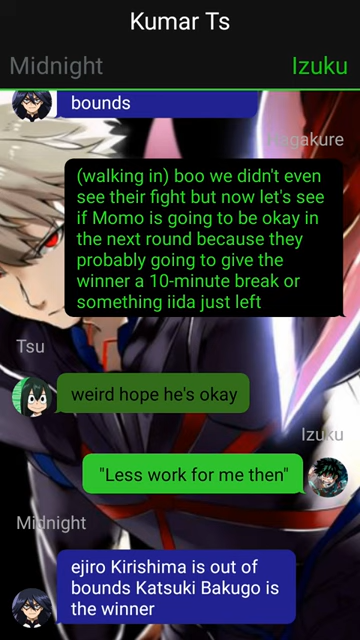 Kumar Ts
Midnight
Izuku
bounds
Hagakure
(walking in) boo we didn't even
see their fight but now let's see
if Momo is going to be okay in
the next round because they
probably going to give the
winner a 10-minute break or
something iida just left
Tsu
weird hope he's okay
Izuku
"Less work for me then"
Midnight
ejiro Kirishima is out of
bounds Katsuki Bakugo is
the winner